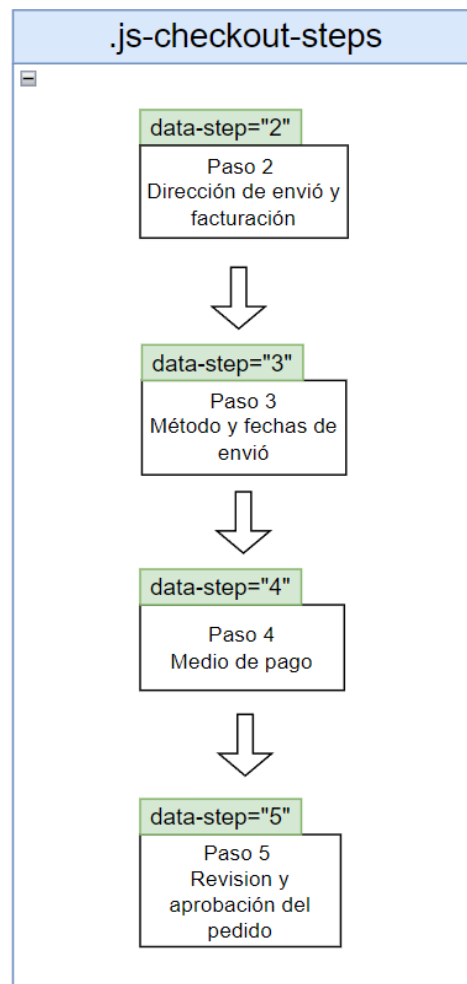 .js-checkout-steps
data-step="2"
Paso 2
Dirección de envió y
facturación
data-step="3"
Paso 3
Método y fechas de
envió
data-step="4"
Paso 4
Medio de pago
data-step="5"
Paso 5
Revision y
aprobación del
pedido